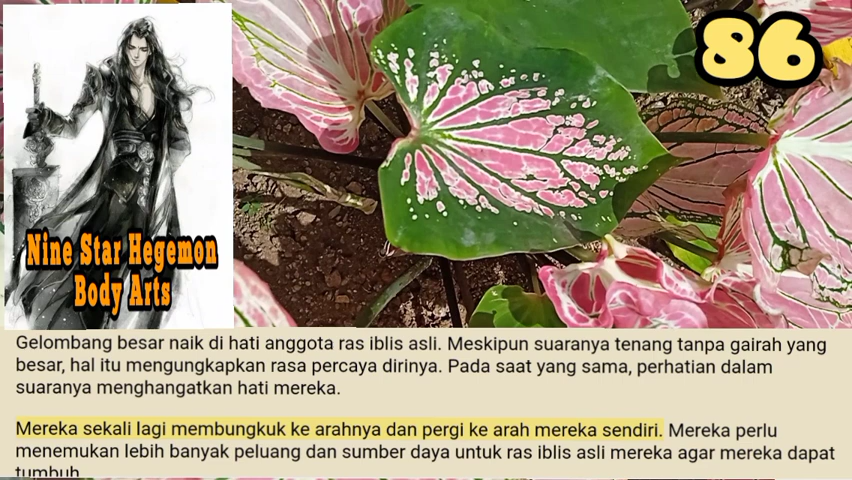 86
Nine Star Hegemon
Body Arts
Gelombang besar naik di hati anggota ras iblis asli. Meskipun suaranya tenang tanpa gairah yang
besar, hal itu mengungkapkan rasa percaya dirinya. Pada saat yang sama, perhatian dalam
suaranya menghangatkan hati mereka.
Mereka sekali lagi membungkuk ke arahnya dan pergi ke arah mereka sendiri. Mereka perlu
menemukan lebih banyak peluang dan sumber daya untuk ras iblis asli mereka agar mereka dapat
tumbuh